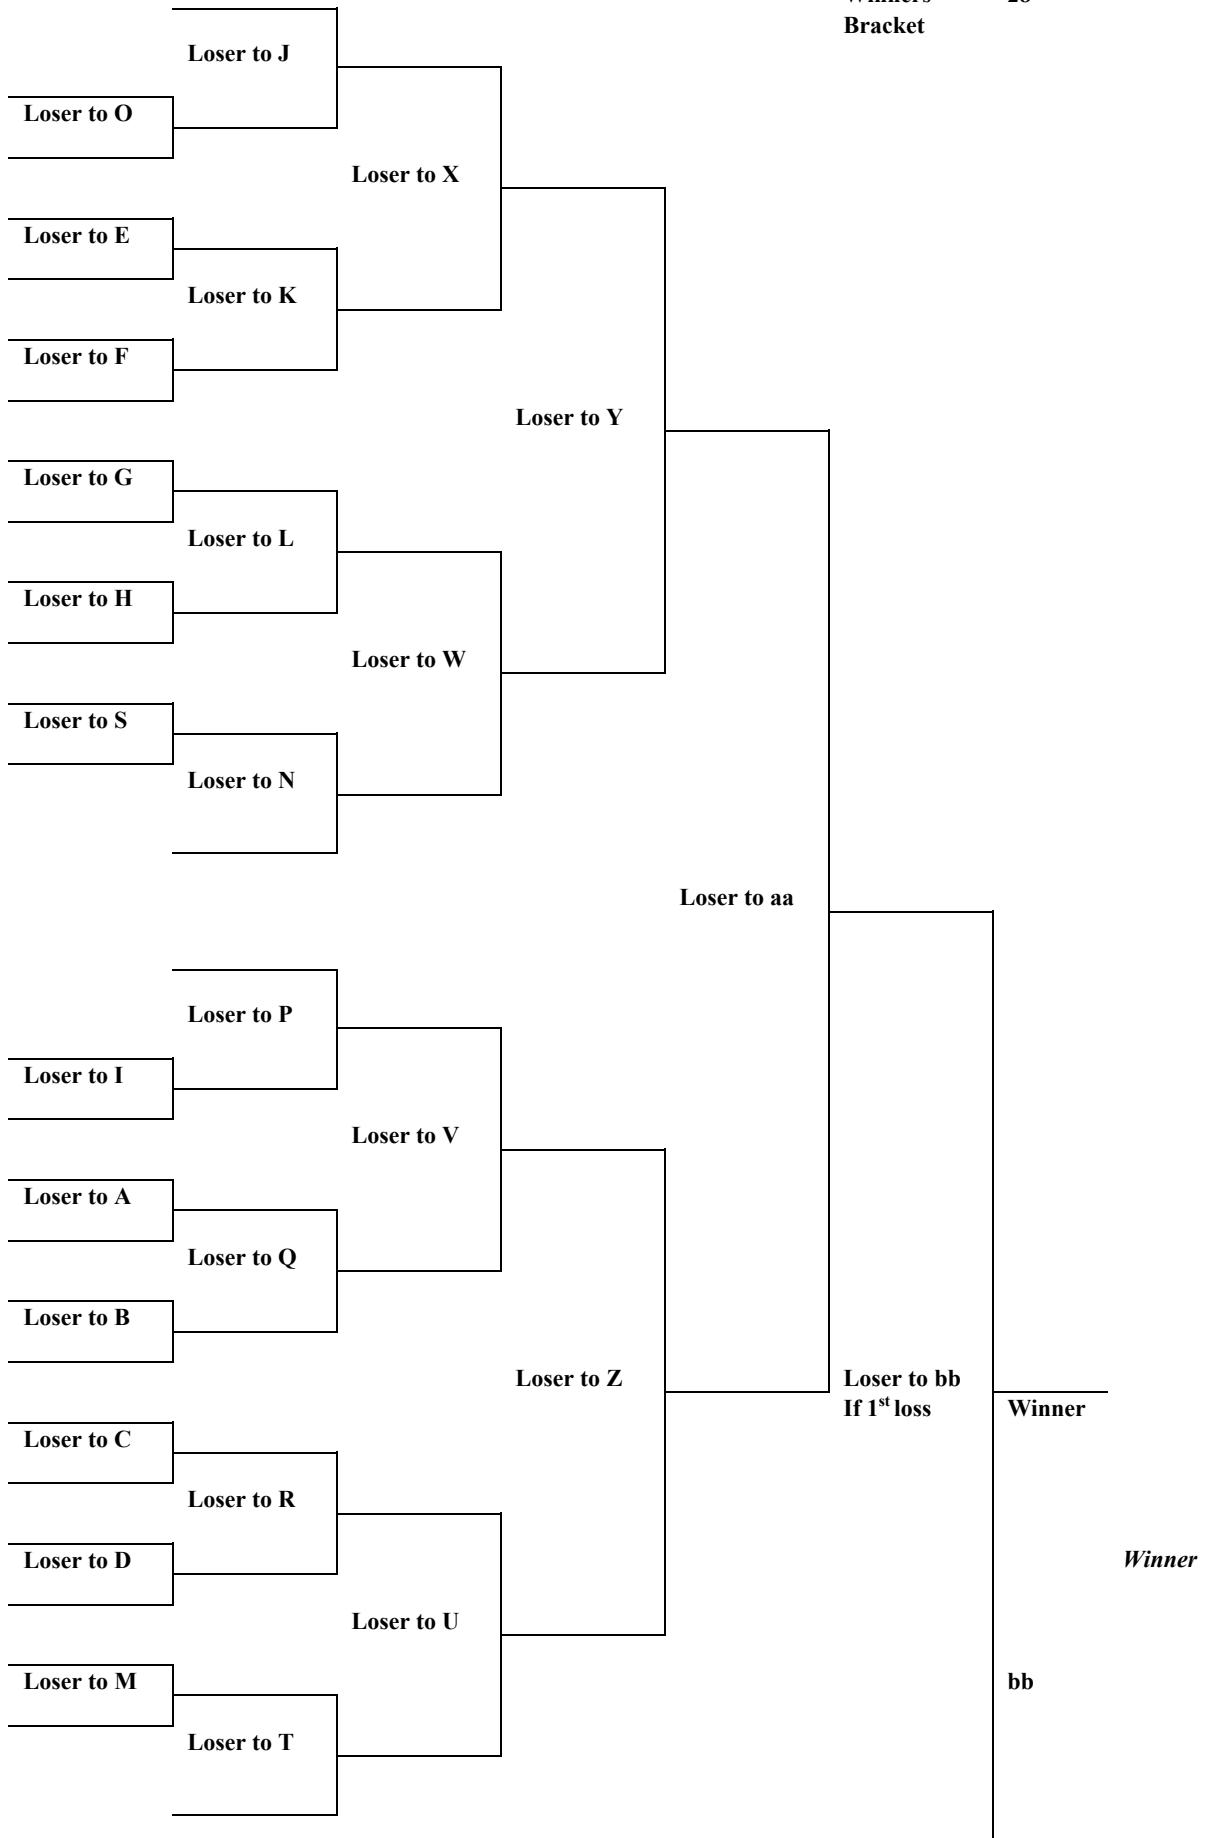 Bracket
Loser to J
Loser to O
Loser to X
Loser to E
Loser to K
Loser to F
Loser to Y
Loser to G
Loser to L
Loser to H
Loser to W
Loser to S
Loser to N
Loser to aa
Loser to P
Loser to I
Loser to V
Loser to A
Loser to Q
Loser to B
Loser to Z
Loser to bb
If 1st loss
Winner
Loser to C
Loser to R
Loser to D
Winner
Loser to U
Loser to M
bb
Loser to T